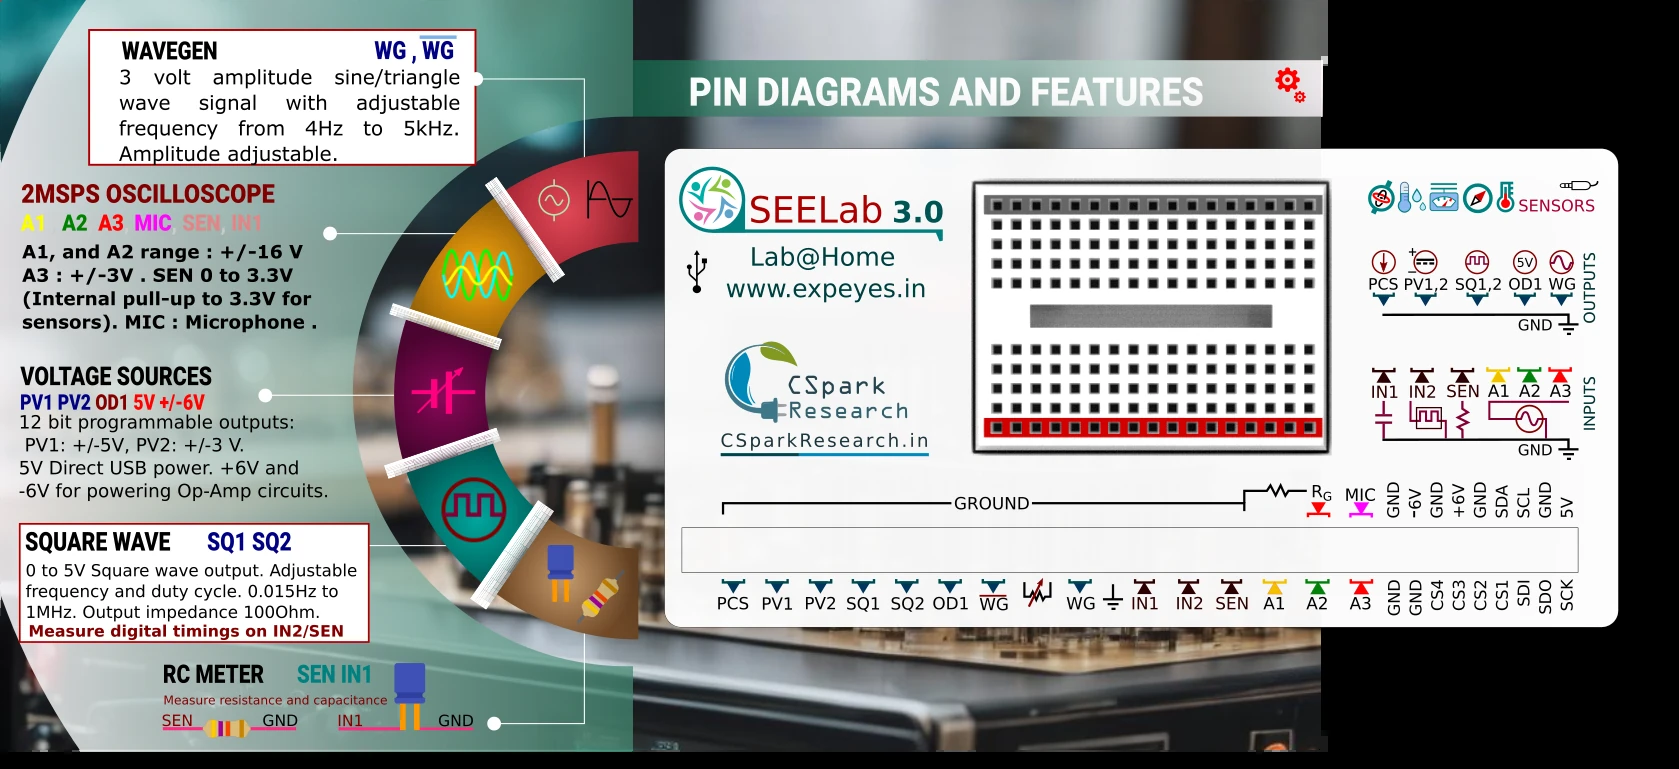 WAVEGEN WG , WG
3 volt amplitude sine/triangle
wave signal with adjustable
frequency from 4Hz to 5kHz.
Amplitude adjustable.
2MSPS OSCILLOSCOPE
A1 A2 A3 MIC, SEN, IN1
A1, and A2 range : +/-16 V
A3 : +/-3V . SEN 0 to 3.3V
(Internal pull-up to 3.3V for
sensors). MIC : Microphone .
VOLTAGE SOURCES
PV1 PV2 OD1 5V +/-6V
12 bit programmable outputs:
PV1: +/-5V, PV2: +/-3 V.
5V Direct USB power. +6V and
-6V for powering Op-Amp circuits.
SQUARE WAVE SQ1 SQ2
0 to 5V Square wave output. Adjustable
frequency and duty cycle. 0.015Hz to
1MHz. Output impedance 100Ohm.
Measure digital timings on IN2/SEN
RC METER SEN IN1
Measure resistance and capacitance
SEN GND IN1 GND
PIN DIAGRAMS AND FEATURES
SEELab 3.0
Lab@Home
www.expeyes.in
CSpark
Research
CSparkResearch.in
SENSORS
5V
PCS PV1,2 SQ1,2 OD1 WG
GND
OUTPUTS
IN1 IN2 SEN A1 A2 A3
GND
INPUTS
GROUND RG MIC GND -6V GND +6V GND SDA SCL GND 5V
PCS PV1 PV2 SQ1 SQ2 OD1 WG WG IN1 IN2 SEN A1 A2 A3 GND GND CS4 CS3 CS2 CS1 SDI SDO SCK